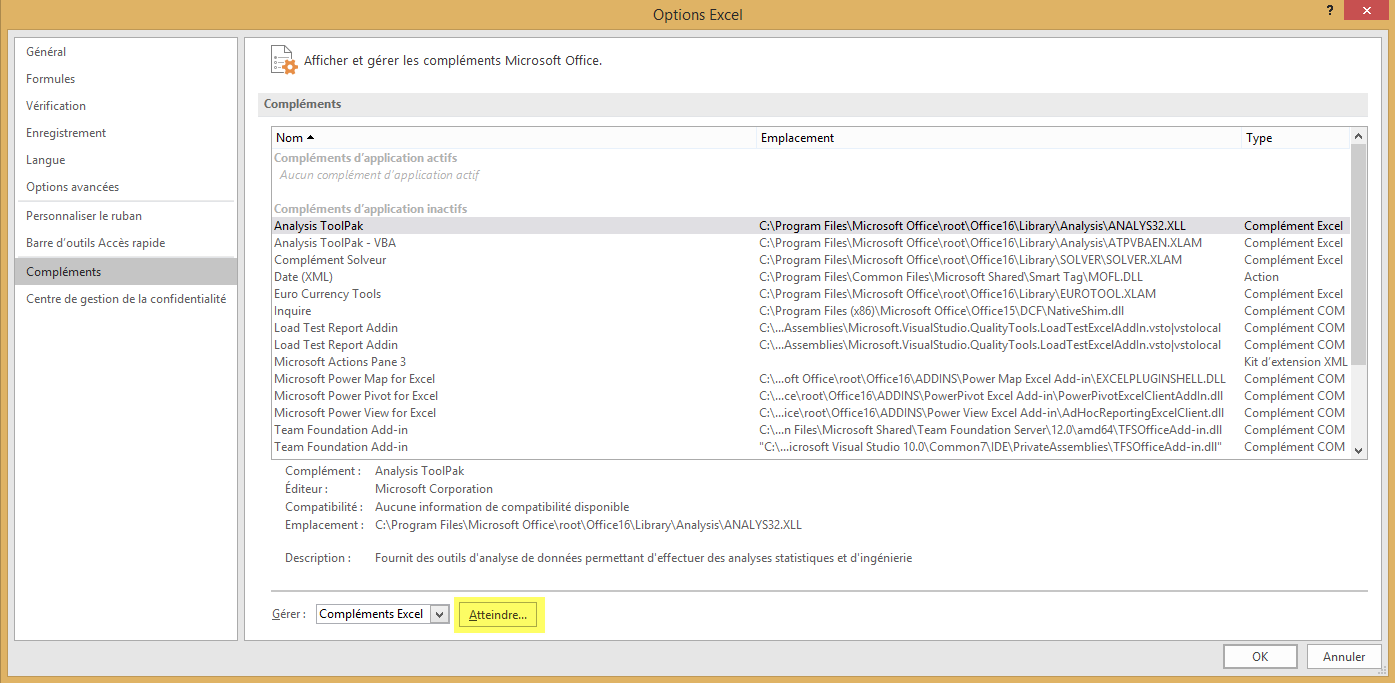 Options Excel
?
Général
Formules
Vérification
Enregistrement
Langue
Options avancées
Personnaliser le ruban
Barre d'outils Accès rapide
Compléments
Centre de gestion de la confidentialité
Afficher et gérer les compléments Microsoft Office.
Compléments
Nom Emplacement Type
Compléments d'application actifs
Aucun complément d'application actif
Compléments d'application inactifs
Analysis ToolPak C:\Program Files\Microsoft Office\root\Office16\Library\Analysis\ANALYS32.XLL Complément Excel
Analysis ToolPak - VBA C:\Program Files\Microsoft Office\root\Office16\Library\Analysis\ATPVBAEN.XLAM Complément Excel
Complément Solveur C:\Program Files\Microsoft Office\root\Office16\Library\SOLVER\SOLVER.XLAM Complément Excel
Date (XML) C:\Program Files\Common Files\Microsoft Shared\Smart Tag\MOFL.DLL Action
Euro Currency Tools C:\Program Files\Microsoft Office\root\Office16\Library\EUROTOOL.XLAM Complément Excel
Inquire C:\Program Files (x86)\Microsoft Office\Office15\DCF\NativeShim.dll Complément COM
Load Test Report Addin C:\...Assemblies\Microsoft.VisualStudio.QualityTools.LoadTestExcelAddIn.vsto|vstolocal Complément COM
Load Test Report Addin C:\...Assemblies\Microsoft.VisualStudio.QualityTools.LoadTestExcelAddIn.vsto|vstolocal Complément COM
Microsoft Actions Pane 3 Kit d'extension XML
Microsoft Power Map for Excel C:\...oft Office\root\Office16\ADDINS\Power Map Excel Add-in\EXCELPLUGINSHELL.DLL Complément COM
Microsoft Power Pivot for Excel C:\...ce\root\Office16\ADDINS\PowerPivot Excel Add-in\PowerPivotExcelClientAddIn.dll Complément COM
Microsoft Power View for Excel C:\...ice\root\Office16\ADDINS\Power View Excel Add-in\AdHocReportingExcelClient.dll Complément COM
Team Foundation Add-in C:\...n Files\Microsoft Shared\Team Foundation Server\12.0\amd64\TFSOfficeAdd-in.dll Complément COM
Team Foundation Add-in "C:\...icrosoft Visual Studio 10.0\Common7\IDE\PrivateAssemblies\TFSOfficeAdd-in.dll" Complément COM
Complément : Analysis ToolPak
Éditeur : Microsoft Corporation
Compatibilité : Aucune information de compatibilité disponible
Emplacement : C:\Program Files\Microsoft Office\root\Office16\Library\Analysis\ANALYS32.XLL
Description : Fournit des outils d'analyse de données permettant d'effectuer des analyses statistiques et d'ingénierie
Gérer : Compléments Excel Atteindre...
OK Annuler